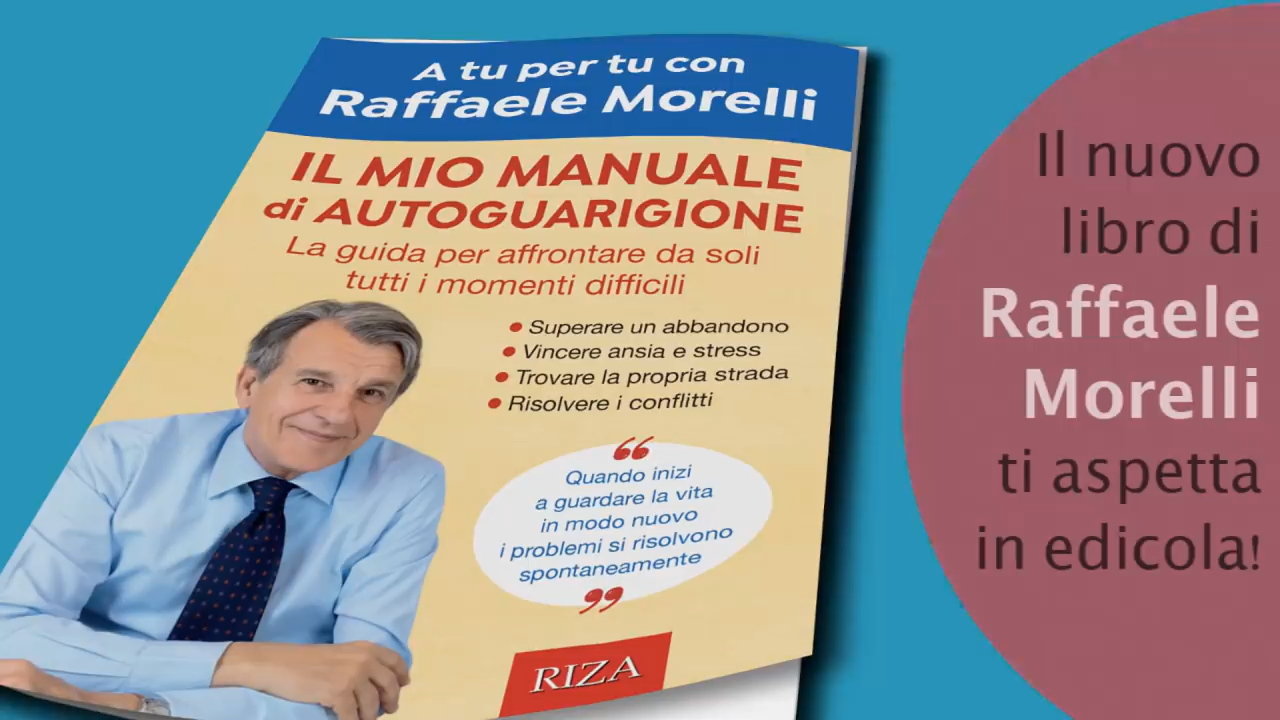 A tu per tu con
Raffaele Morelli
IL MIO MANUALE
di AUTOGUARIGIONE
La guida per affrontare da soli
tutti i momenti difficili
• Superare un abbandono
• Vincere ansia e stress
• Trovare la propria strada
• Risolvere i conflitti
“
Quando inizi
a guardare la vita
in modo nuovo
i problemi si risolvono
spontaneamente
”
RIZA
Il nuovo
libro di
Raffaele
Morelli
ti aspetta
in edicola!